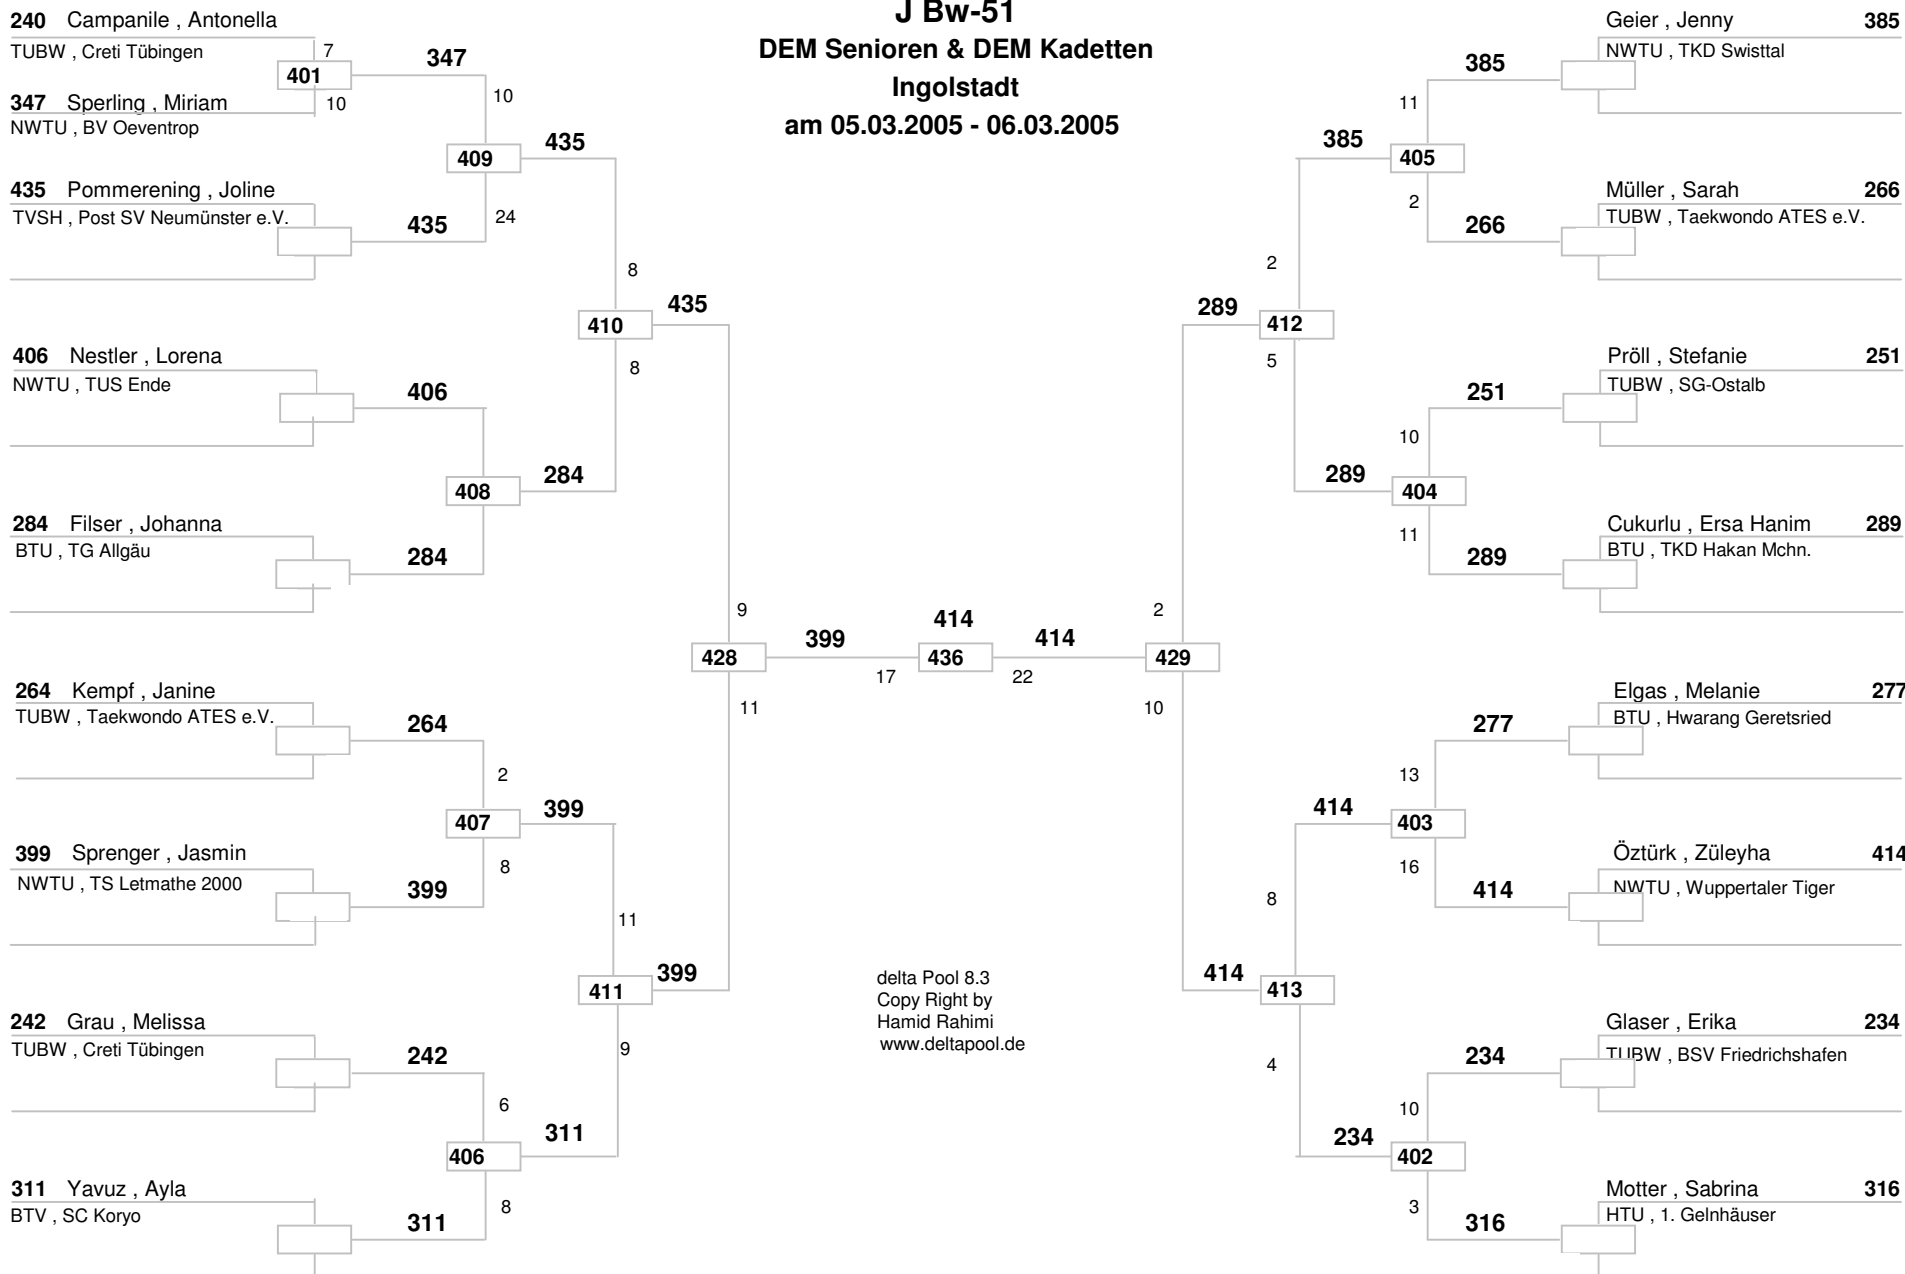 J Bw-51
DEM Senioren & DEM Kadetten
Ingolstadt
am 05.03.2005 - 06.03.2005
240 Campanile , Antonella
TUBW , Creti Tübingen
7
401
347
347 Sperling , Miriam
10
NWTU , BV Oeventrop
10
409
435
435 Pommerening , Joline
TVSH , Post SV Neumünster e.V.
435
24
8
410
435
406 Nestler , Lorena
NWTU , TUS Ende
406
8
408
284
284 Filser , Johanna
BTU , TG Allgäu
284
9
428
399
17
414
436
414
22
11
264 Kempf , Janine
TUBW , Taekwondo ATES e.V.
264
2
407
399
399 Sprenger , Jasmin
NWTU , TS Letmathe 2000
399
8
11
411
399
242 Grau , Melissa
TUBW , Creti Tübingen
242
9
6
406
311
311 Yavuz , Ayla
BTV , SC Koryo
311
8
delta Pool 8.3
Copy Right by
Hamid Rahimi
www.deltapool.de
Geier , Jenny 385
NWTU , TKD Swisttal
385
11
385
405
Müller , Sarah 266
TUBW , Taekwondo ATES e.V.
2
266
2
289
412
5
Pröll , Stefanie 251
TUBW , SG-Ostalb
251
10
289
404
Cukurlu , Ersa Hanim 289
BTU , TKD Hakan Mchn.
11
289
2
429
10
Elgas , Melanie 277
BTU , Hwarang Geretsried
277
13
414
403
Öztürk , Züleyha 414
NWTU , Wuppertaler Tiger
16
414
8
414
413
4
Glaser , Erika 234
TUBW , BSV Friedrichshafen
234
10
234
402
Motter , Sabrina 316
HTU , 1. Gelnhäuser
3
316